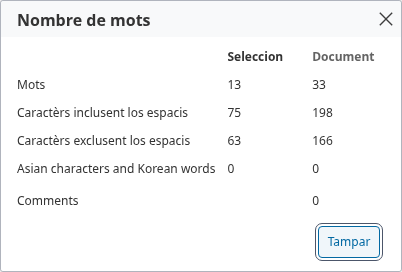 Nombre de mots
Seleccion Document
Mots 13 33
Caractèrs inclusent los espacis 75 198
Caractèrs exclusent los espacis 63 166
Asian characters and Korean words 0 0
Comments 0
Tampar